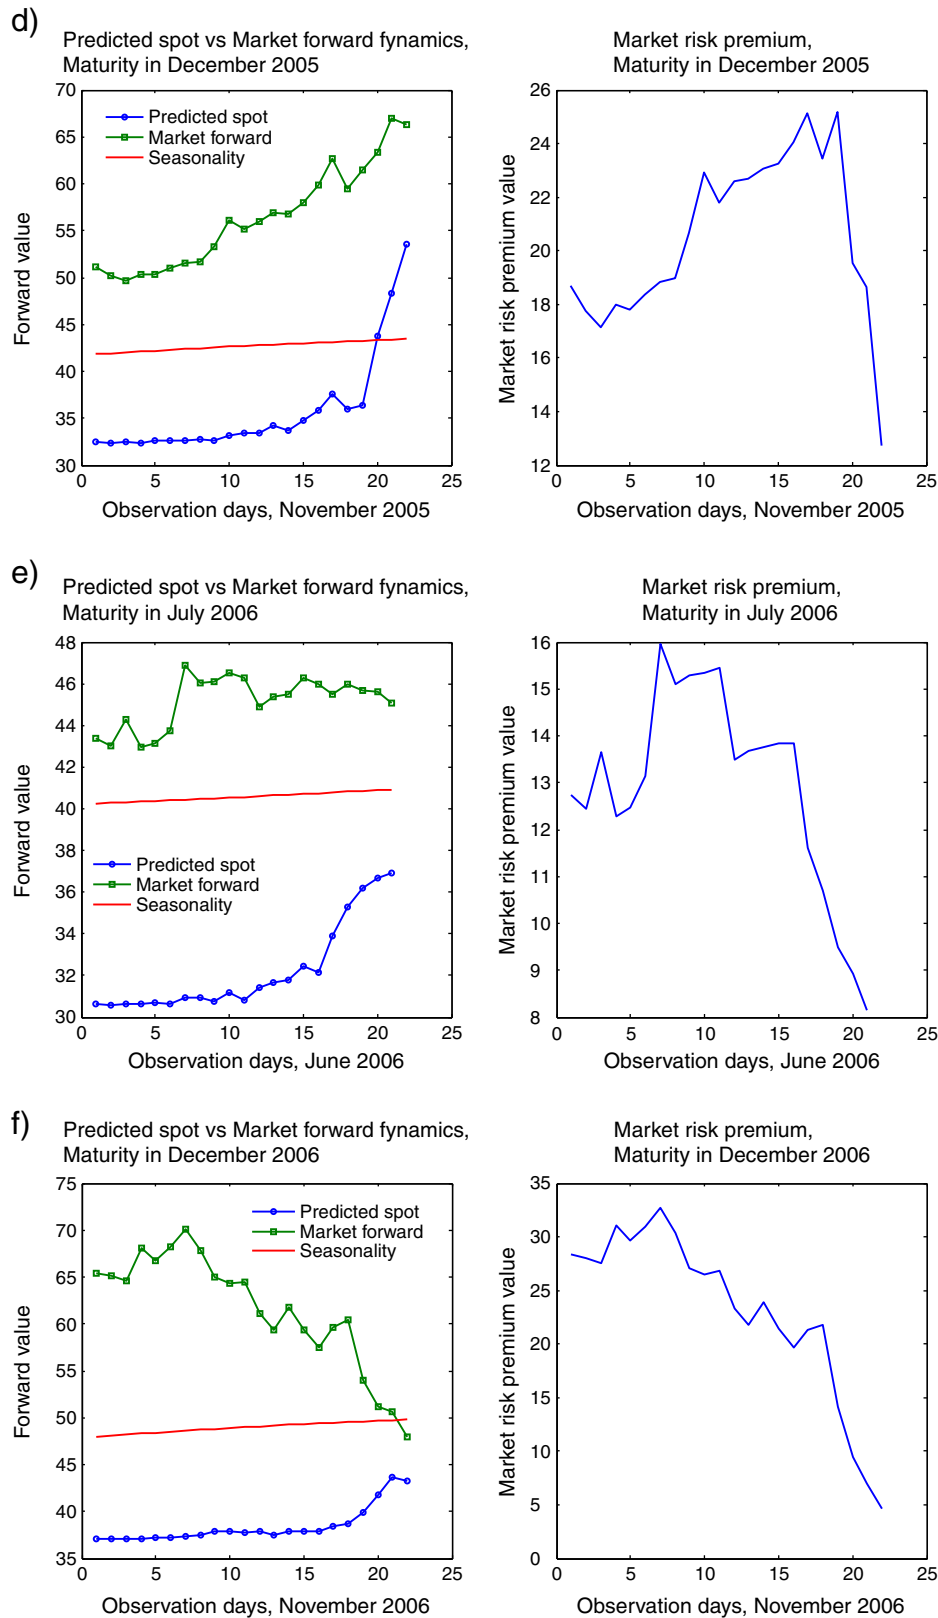 d)
Predicted spot vs Market forward fynamics,
Maturity in December 2005
Market risk premium,
Maturity in December 2005
Forward value
70
65
60
55
50
45
40
35
30
0 5 10 15 20 25
Predicted spot
Market forward
Seasonality
Observation days, November 2005
Market risk premium value
26
24
22
20
18
16
14
12
0 5 10 15 20 25
Observation days, November 2005
e)
Predicted spot vs Market forward fynamics,
Maturity in July 2006
Market risk premium,
Maturity in July 2006
Forward value
48
46
44
42
40
38
36
34
32
30
0 5 10 15 20 25
Predicted spot
Market forward
Seasonality
Observation days, June 2006
Market risk premium value
16
15
14
13
12
11
10
9
8
0 5 10 15 20 25
Observation days, June 2006
f)
Predicted spot vs Market forward fynamics,
Maturity in December 2006
Market risk premium,
Maturity in December 2006
Forward value
75
70
65
60
55
50
45
40
35
0 5 10 15 20 25
Predicted spot
Market forward
Seasonality
Observation days, November 2006
Market risk premium value
35
30
25
20
15
10
5
0
0 5 10 15 20 25
Observation days, November 2006